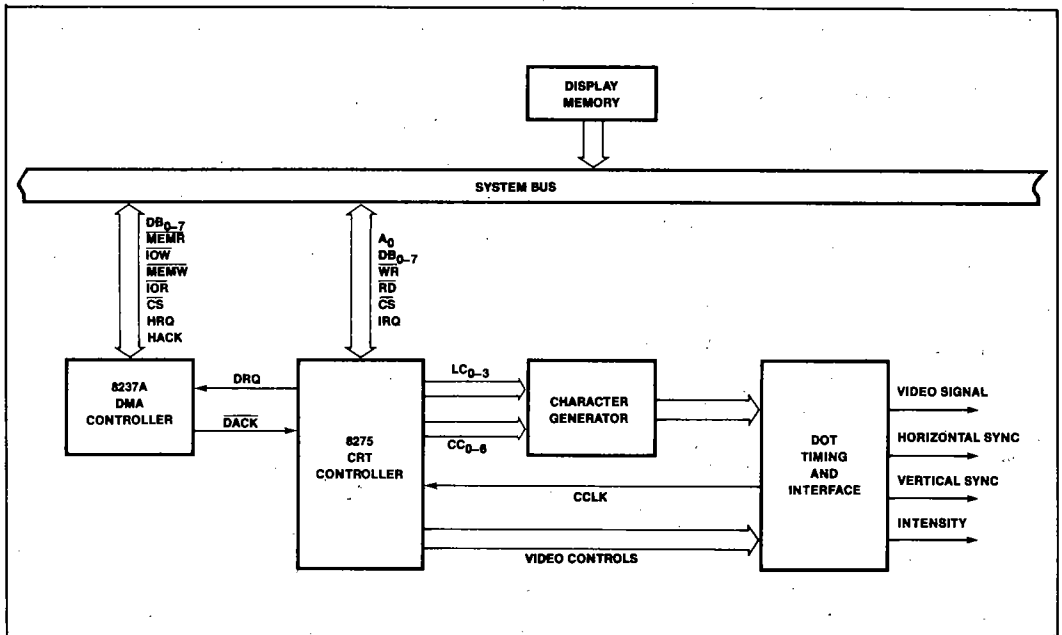 DISPLAY
MEMORY
SYSTEM BUS
DB0–7
MEMR
IOW
MEMW
IOR
CS
HRQ
HACK
A0
DB0–7
WR
RD
CS
IRQ
8237A
DMA
CONTROLLER
DRQ
DACK
8275
CRT
CONTROLLER
LC0–3
CC0–6
CHARACTER
GENERATOR
CCLK
VIDEO CONTROLS
DOT
TIMING
AND
INTERFACE
VIDEO SIGNAL
HORIZONTAL SYNC
VERTICAL SYNC
INTENSITY